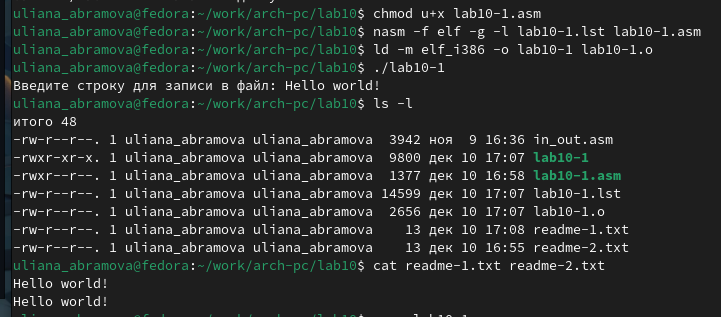 uliana_abramova@fedora:~/work/arch-pc/lab10$ chmod u+x lab10-1.asm
uliana_abramova@fedora:~/work/arch-pc/lab10$ nasm -f elf -g -l lab10-1.lst lab10-1.asm
uliana_abramova@fedora:~/work/arch-pc/lab10$ ld -m elf_i386 -o lab10-1 lab10-1.o
uliana_abramova@fedora:~/work/arch-pc/lab10$ ./lab10-1
Введите строку для записи в файл: Hello world!
uliana_abramova@fedora:~/work/arch-pc/lab10$ ls -l
итого 48
-rw-r--r--. 1 uliana_abramova uliana_abramova  3942 ноя  9 16:36 in_out.asm
-rwxr-xr-x. 1 uliana_abramova uliana_abramova  9800 дек 10 17:07 lab10-1
-rwxr--r--. 1 uliana_abramova uliana_abramova  1377 дек 10 16:58 lab10-1.asm
-rw-r--r--. 1 uliana_abramova uliana_abramova 14599 дек 10 17:07 lab10-1.lst
-rw-r--r--. 1 uliana_abramova uliana_abramova  2656 дек 10 17:07 lab10-1.o
-rw-r--r--. 1 uliana_abramova uliana_abramova    13 дек 10 17:08 readme-1.txt
-rw-r--r--. 1 uliana_abramova uliana_abramova    13 дек 10 16:55 readme-2.txt
uliana_abramova@fedora:~/work/arch-pc/lab10$ cat readme-1.txt readme-2.txt
Hello world!
Hello world!